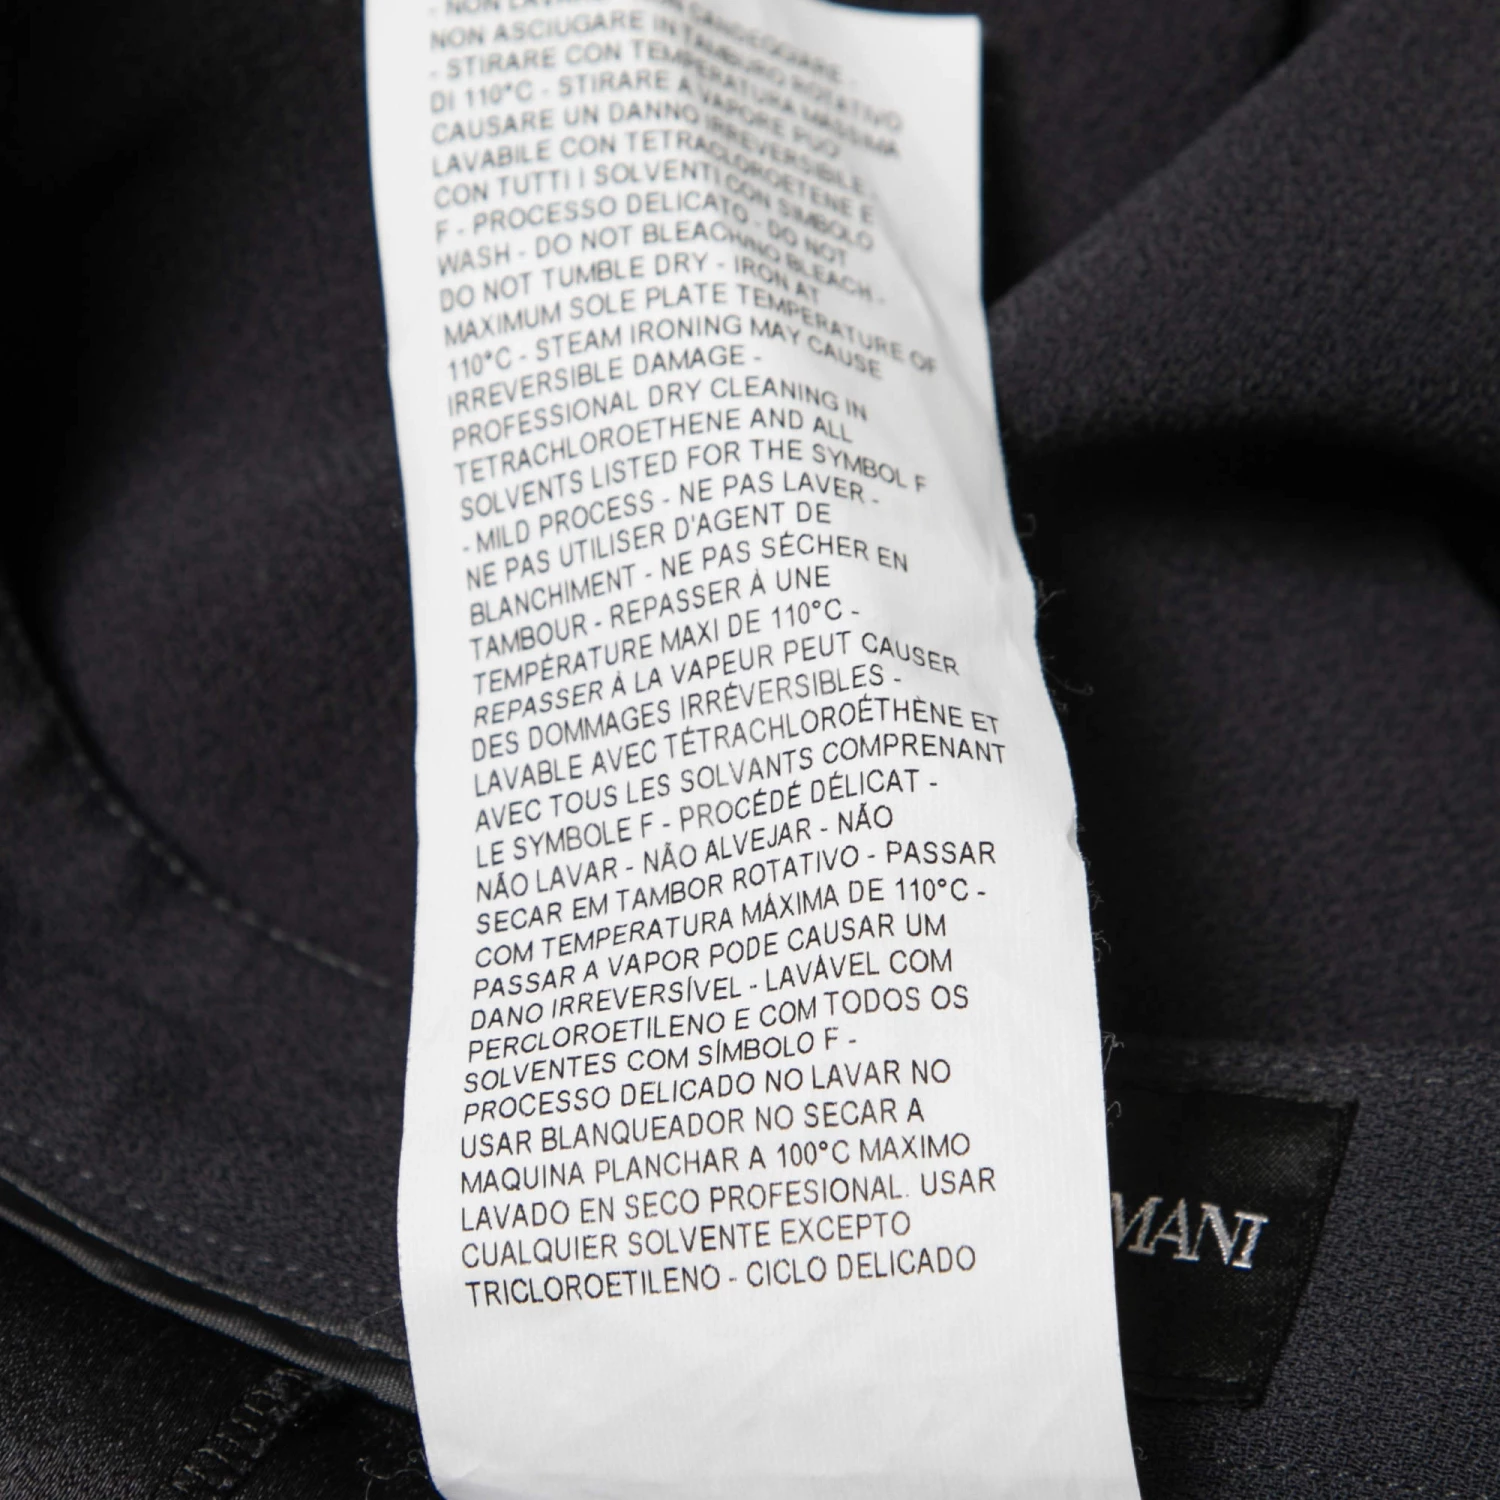 - NON LAVARE - NON CANDEGGIARE -
NON ASCIUGARE IN TAMBURO ROTATIVO
- STIRARE CON TEMPERATURA MASSIMA
DI 110°C - STIRARE A VAPORE PUO'
CAUSARE UN DANNO IRREVERSIBILE -
LAVABILE CON TETRACLOROETENE E
CON TUTTI I SOLVENTI CON SIMBOLO
F - PROCESSO DELICATO - DO NOT
WASH - DO NOT BLEACH/NO BLEACH -
DO NOT TUMBLE DRY - IRON AT
MAXIMUM SOLE PLATE TEMPERATURE OF
110°C - STEAM IRONING MAY CAUSE
IRREVERSIBLE DAMAGE -
PROFESSIONAL DRY CLEANING IN
TETRACHLOROETHENE AND ALL
SOLVENTS LISTED FOR THE SYMBOL F
- MILD PROCESS - NE PAS LAVER -
NE PAS UTILISER D'AGENT DE
BLANCHIMENT - NE PAS SÉCHER EN
TAMBOUR - REPASSER À UNE
TEMPÉRATURE MAXI DE 110°C -
REPASSER À LA VAPEUR PEUT CAUSER
DES DOMMAGES IRRÉVERSIBLES -
LAVABLE AVEC TÉTRACHLOROÉTHÈNE ET
AVEC TOUS LES SOLVANTS COMPRENANT
LE SYMBOLE F - PROCÉDÉ DÉLICAT -
NÃO LAVAR - NÃO ALVEJAR - NÃO
SECAR EM TAMBOR ROTATIVO - PASSAR
COM TEMPERATURA MÁXIMA DE 110°C -
PASSAR A VAPOR PODE CAUSAR UM
DANO IRREVERSÍVEL - LAVÁVEL COM
PERCLOROETILENO E COM TODOS OS
SOLVENTES COM SÍMBOLO F -
PROCESSO DELICADO NO LAVAR NO
USAR BLANQUEADOR NO SECAR A
MAQUINA PLANCHAR A 100°C MAXIMO
LAVADO EN SECO PROFESIONAL. USAR
CUALQUIER SOLVENTE EXCEPTO
TRICLOROETILENO - CICLO DELICADO
MANI